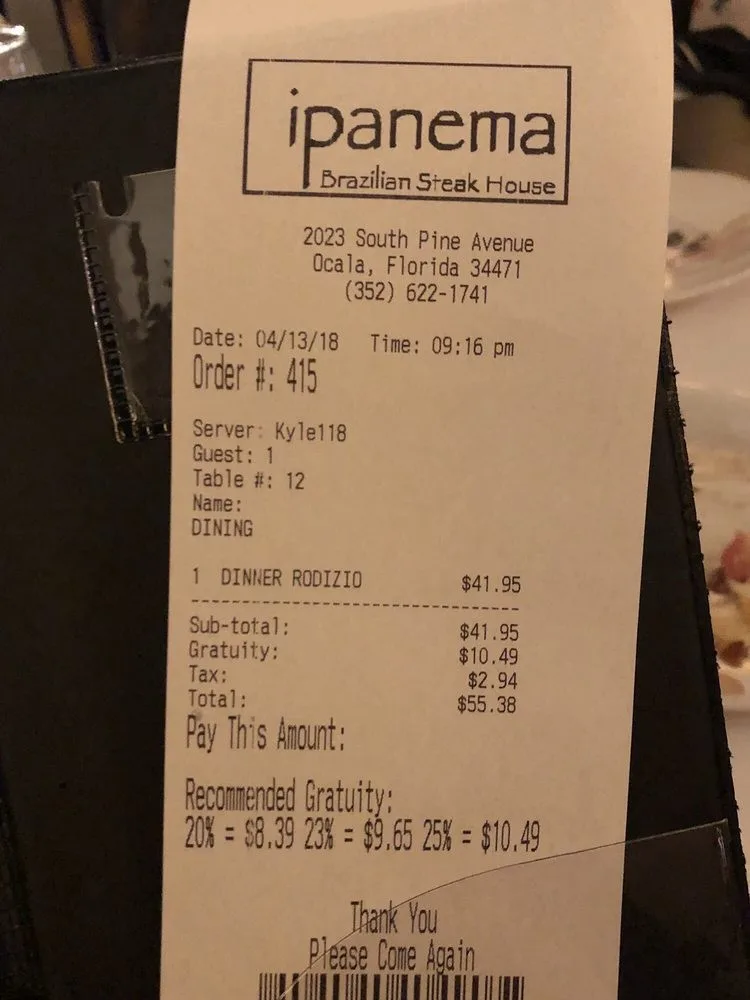 ipanema
Brazilian Steak House
2023 South Pine Avenue
Ocala, Florida 34471
(352) 622-1741
Date: 04/13/18 Time: 09:16 pm
Order #: 415
Server: Kyle118
Guest: 1
Table #: 12
Name:
DINING
1 DINNER RODIZIO $41.95
Sub-total: $41.95
Gratuity: $10.49
Tax: $2.94
Total: $55.38
Pay This Amount:
Recommended Gratuity:
20% = $8.39 23% = $9.65 25% = $10.49
Thank You
Please Come Again